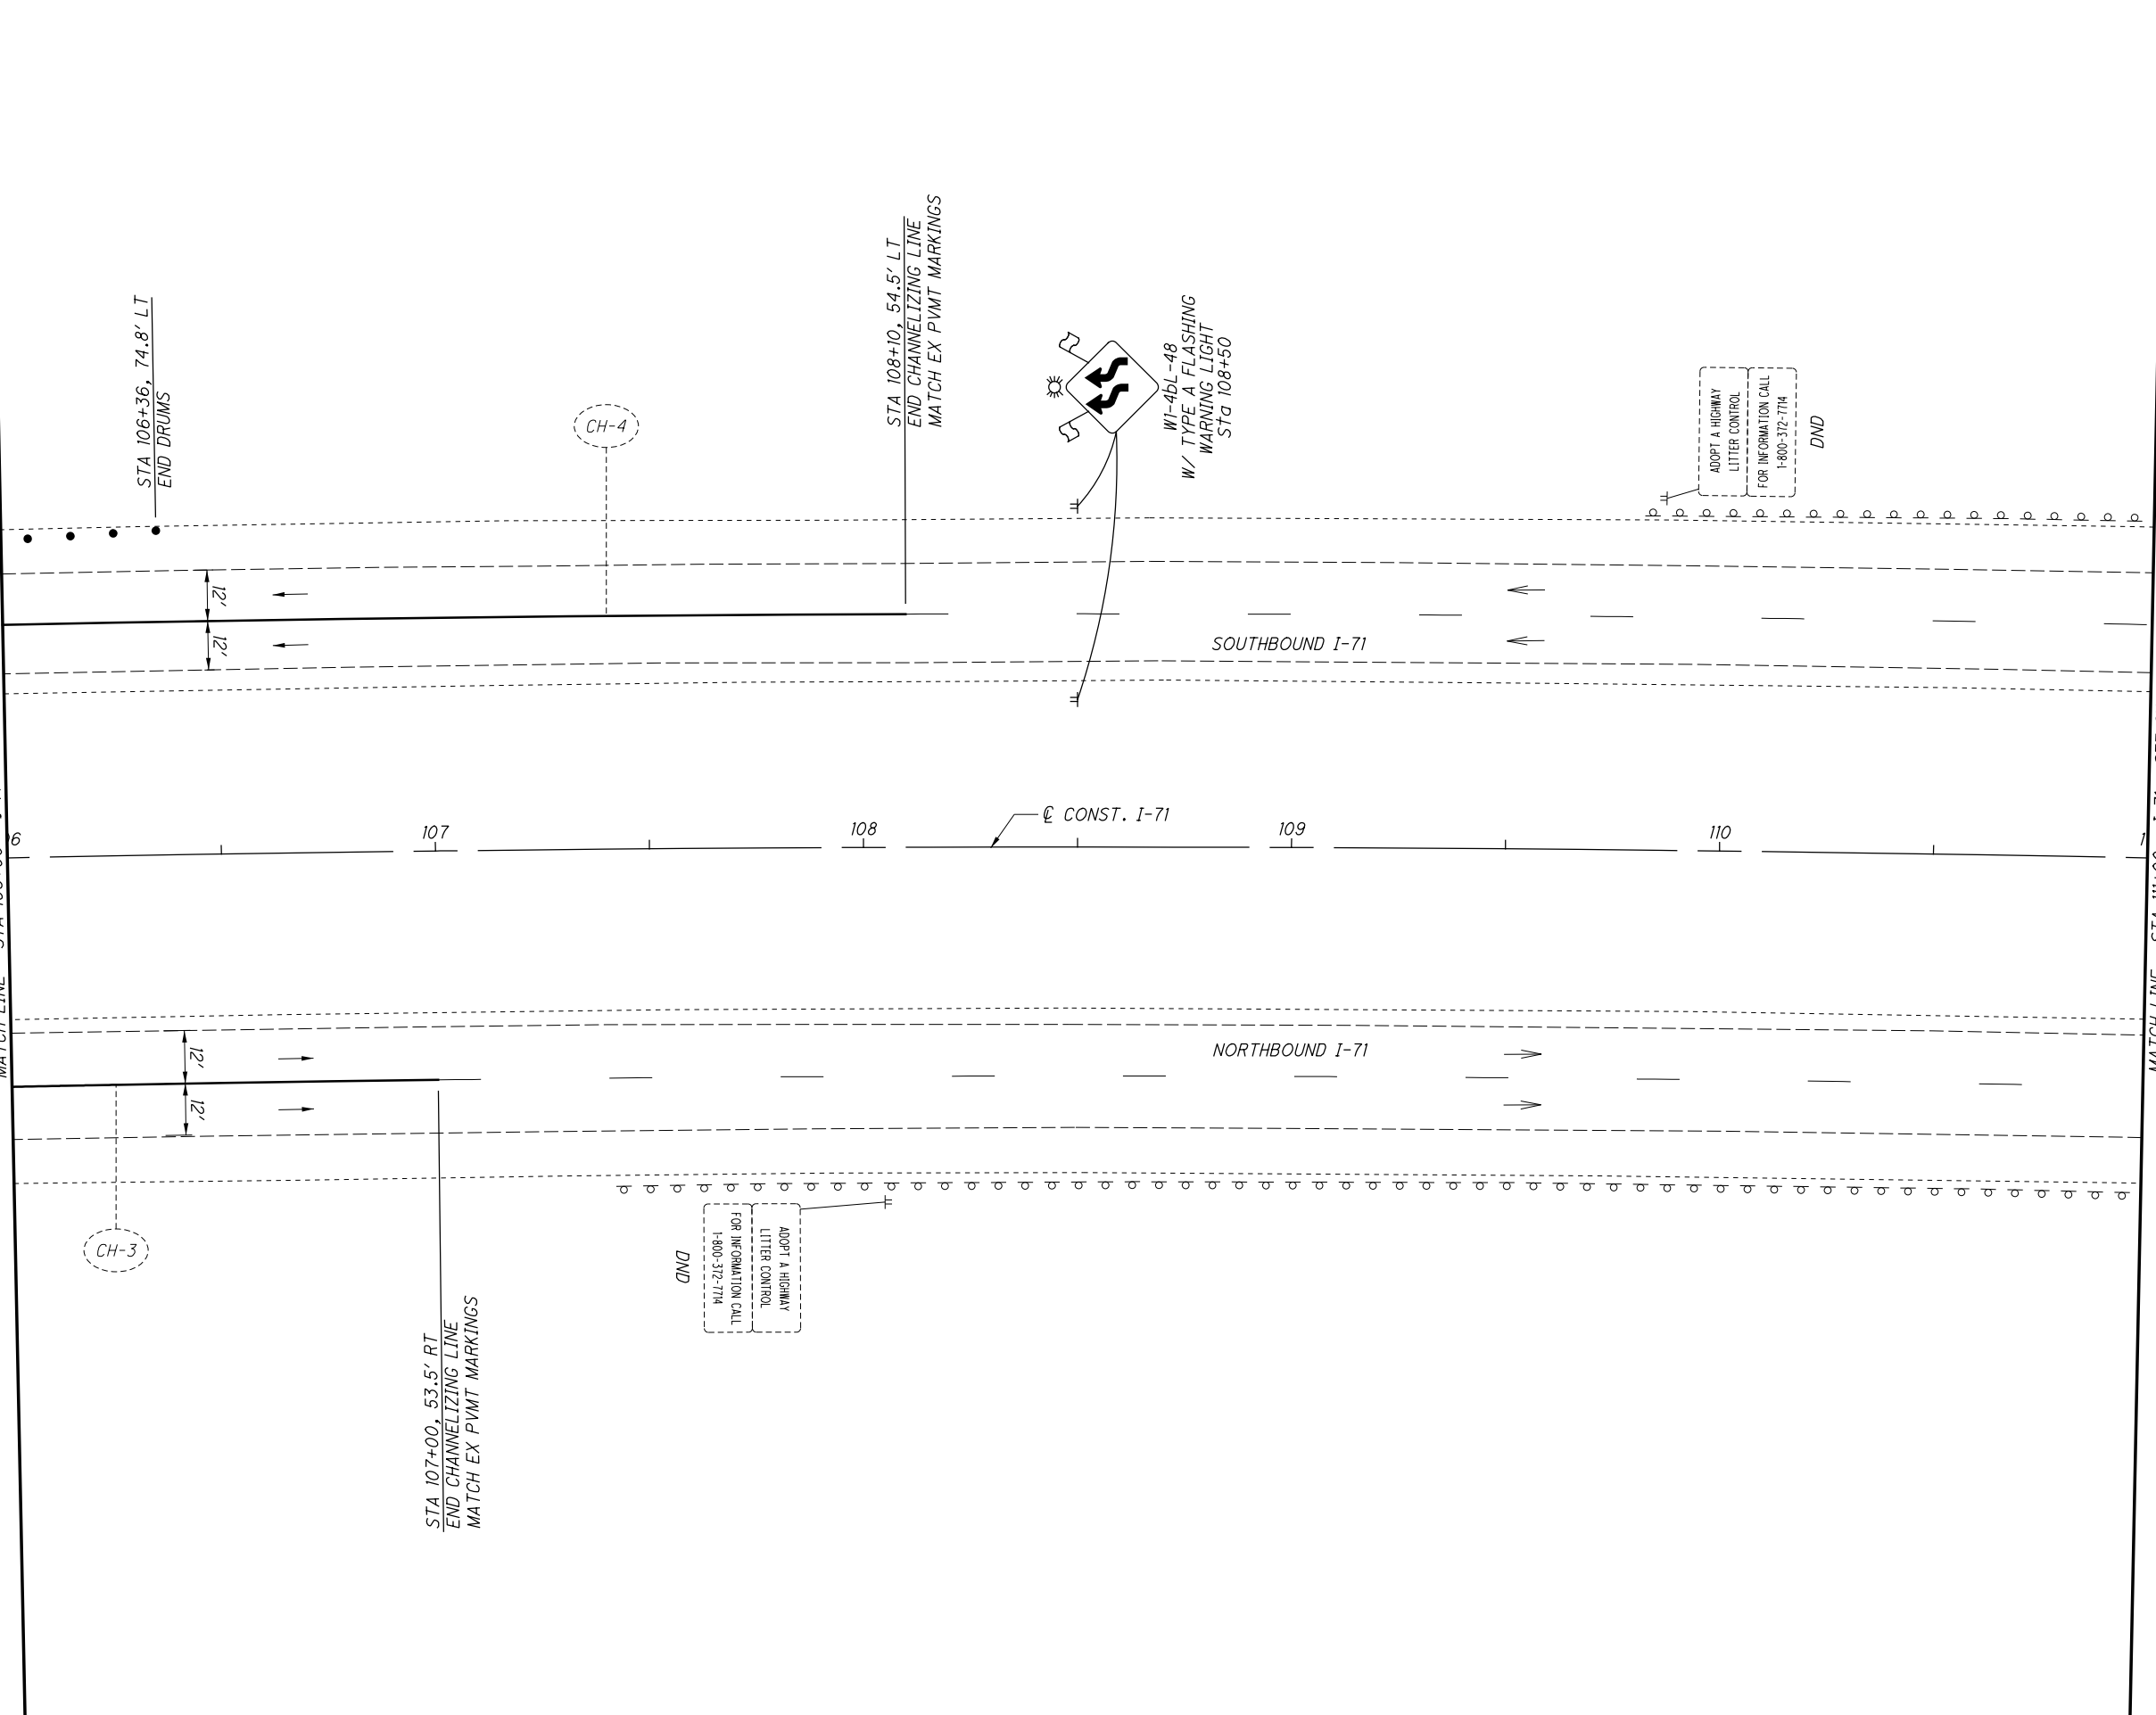 STA 106+36, 74.8' LT
END DRUMS
CH-4
STA 108+10, 54.5' LT
END CHANNELIZING LINE
MATCH EX PVMT MARKINGS
W1-4bL-48
W/ TYPE A FLASHING
WARNING LIGHT
Sta 108+50
ADOPT A HIGHWAY
LITTER CONTROL
FOR INFORMATION CALL
1-800-372-7714
DND
12'
12'
SOUTHBOUND I-71
℄ CONST. I-71
107
108
109
110
MATCH LINE
MATCH LINE
12'
12'
NORTHBOUND I-71
CH-3
STA 107+00, 53.5' RT
END CHANNELIZING LINE
MATCH EX PVMT MARKINGS
ADOPT A HIGHWAY
LITTER CONTROL
FOR INFORMATION CALL
1-800-372-7714
DND